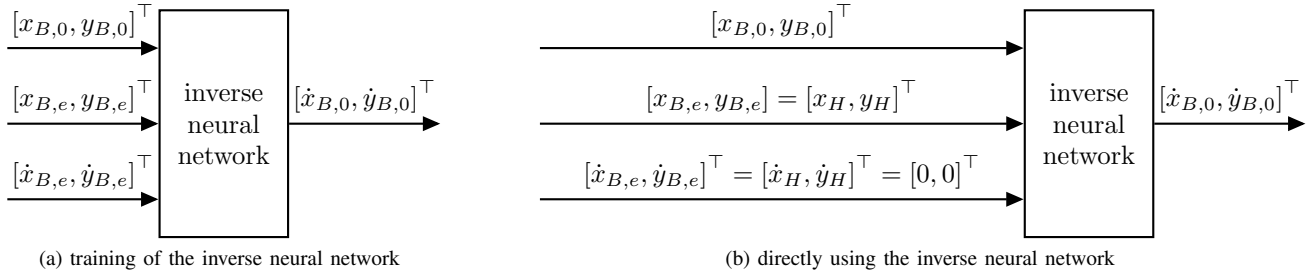 [x_{B,0}, y_{B,0}]^⊤
[x_{B,e}, y_{B,e}]^⊤
[ẋ_{B,e}, ẏ_{B,e}]^⊤
inverse
neural
network
[ẋ_{B,0}, ẏ_{B,0}]^⊤
(a) training of the inverse neural network
[x_{B,0}, y_{B,0}]^⊤
[x_{B,e}, y_{B,e}] = [x_H, y_H]^⊤
[ẋ_{B,e}, ẏ_{B,e}]^⊤ = [ẋ_H, ẏ_H]^⊤ = [0, 0]^⊤
inverse
neural
network
[ẋ_{B,0}, ẏ_{B,0}]^⊤
(b) directly using the inverse neural network